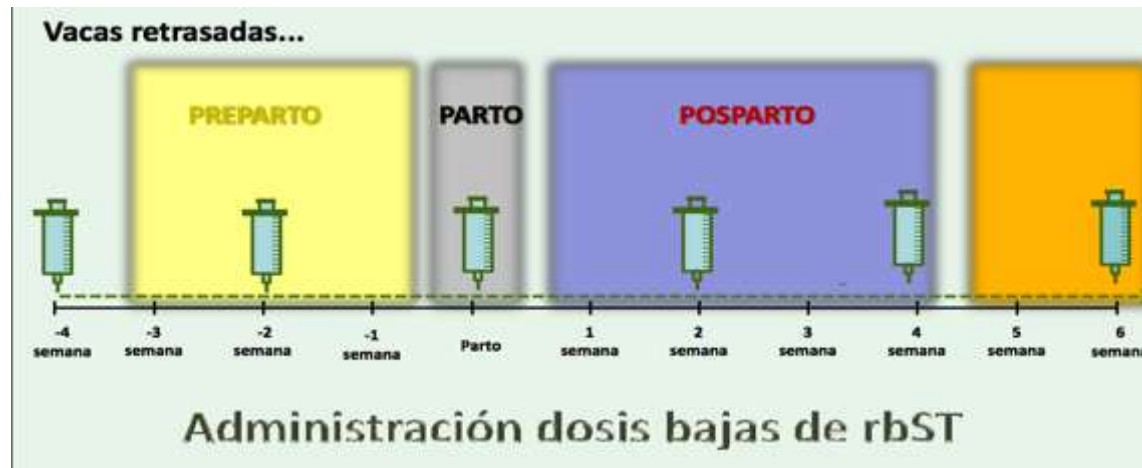 Vacas retrasadas...
PREPARTO PARTO POSPARTO
-4 -3 -2 -1 Parto 1 2 3 4 5 6
semana semana semana semana semana semana semana semana semana seman
Administración dosis bajas de rbST